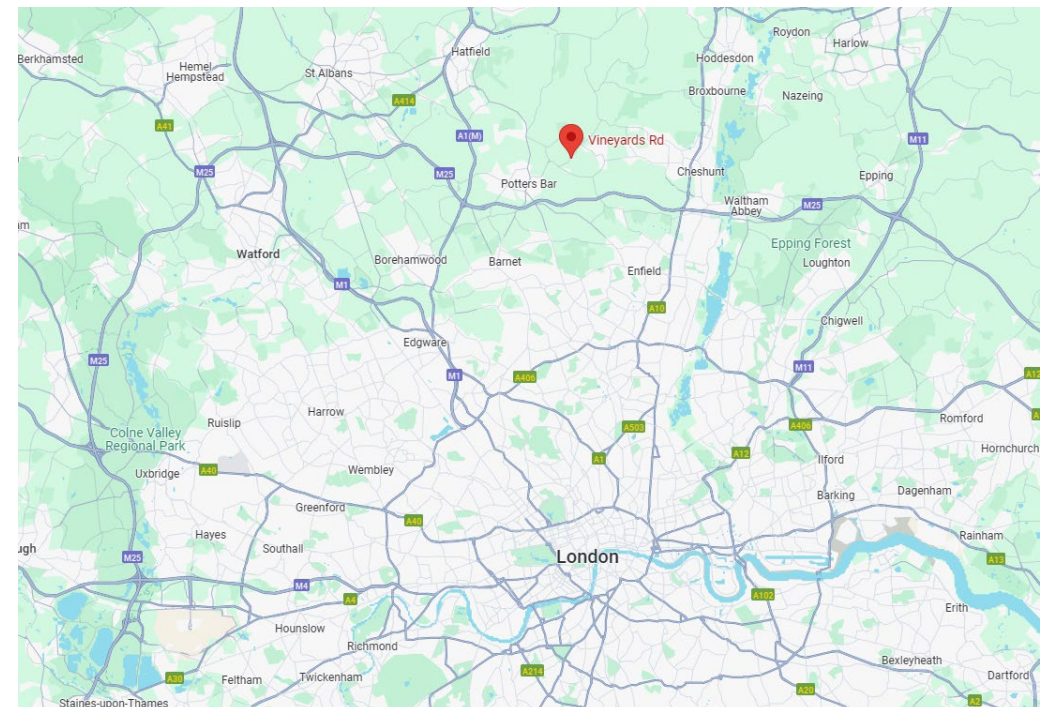 Roydon
Harlow
Hatfield
Hoddesdon
Berkhamsted
Hemel
Hempstead
St Albans
Broxbourne
Nazeing
A414
A41
A1(M)
M11
Vineyards Rd
M25
M25
Potters Bar
Cheshunt
Epping
Waltham
Abbey
M25
am
Watford
Borehamwood
Barnet
Enfield
Epping Forest
Loughton
M1
A10
Chigwell
Edgware
M25
M1
A406
M11
A12
Harrow
Ruislip
Colne Valley
Regional Park
A503
A406
Romford
A
Uxbridge
A40
Wembley
A1
A12
Ilford
Hornchurch
Greenford
Barking
Dagenham
Hayes
A40
Southall
ugh
M25
London
Rainham
A13
M4
A4
A102
Erith
Hounslow
Richmond
Bexleyheath
A30
Feltham
Twickenham
A214
Dartford
A20
A2
Staines-upon-Thames